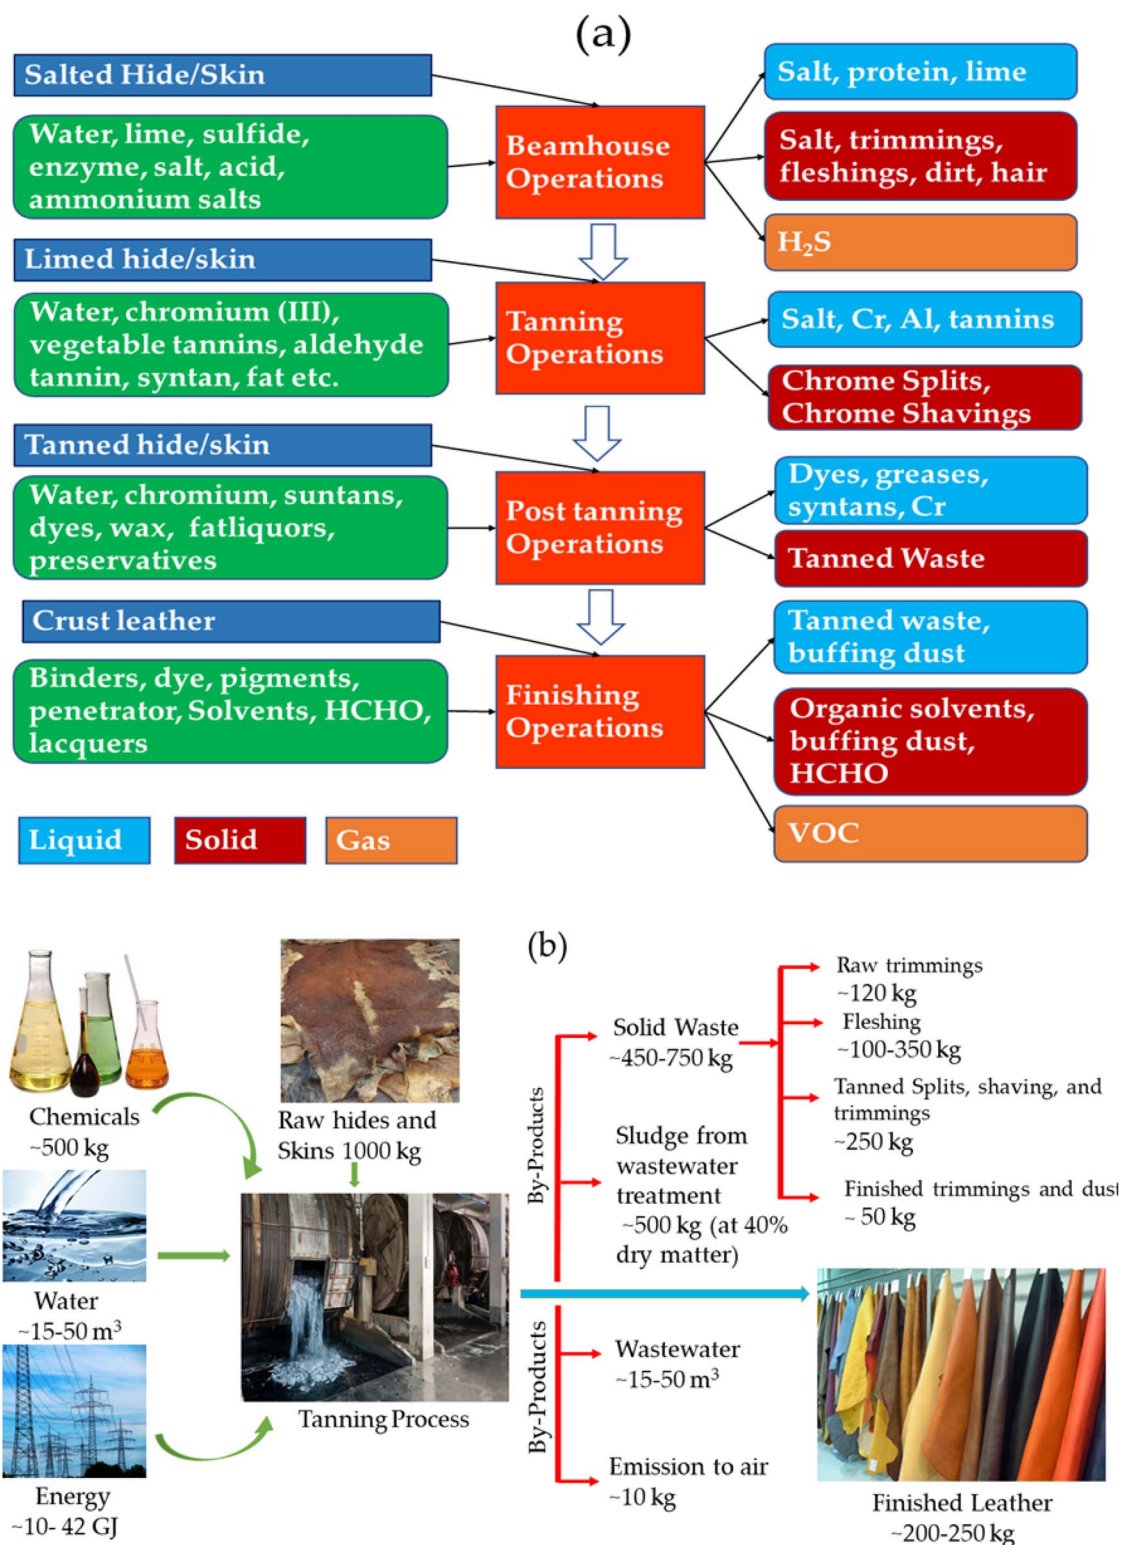 (a)
Salted Hide/Skin
Water, lime, sulfide,
enzyme, salt, acid,
ammonium salts
Beamhouse
Operations
Salt, protein, lime
Salt, trimmings,
fleshings, dirt, hair
H₂S
Limed hide/skin
Water, chromium (III),
vegetable tannins, aldehyde
tannin, syntan, fat etc.
Tanning
Operations
Salt, Cr, Al, tannins
Chrome Splits,
Chrome Shavings
Tanned hide/skin
Water, chromium, suntans,
dyes, wax, fatliquors,
preservatives
Post tanning
Operations
Dyes, greases,
syntans, Cr
Tanned Waste
Crust leather
Binders, dye, pigments,
penetrator, Solvents, HCHO,
lacquers
Finishing
Operations
Tanned waste,
buffing dust
Organic solvents,
buffing dust,
HCHO
VOC
Liquid
Solid
Gas
(b)
Chemicals
~500 kg
Raw hides and
Skins 1000 kg
Water
~15-50 m³
Energy
~10- 42 GJ
Tanning Process
By-Products
Solid Waste
~450-750 kg
Sludge from
wastewater
treatment
~500 kg (at 40%
dry matter)
Raw trimmings
~120 kg
Fleshing
~100-350 kg
Tanned Splits, shaving, and
trimmings
~250 kg
Finished trimmings and dust
~ 50 kg
By-Products
Wastewater
~15-50 m³
Emission to air
~10 kg
Finished Leather
~200-250 kg